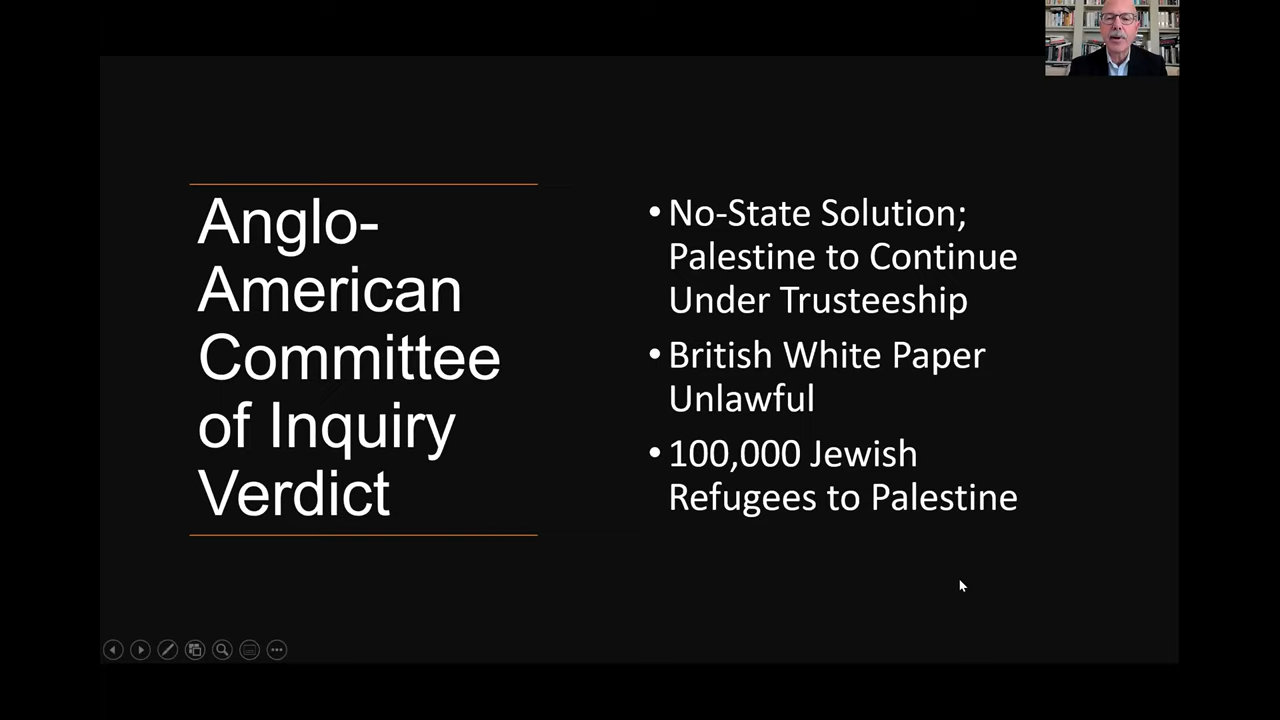 Anglo-
American
Committee
of Inquiry
Verdict
• No-State Solution;
Palestine to Continue
Under Trusteeship
• British White Paper
Unlawful
• 100,000 Jewish
Refugees to Palestine